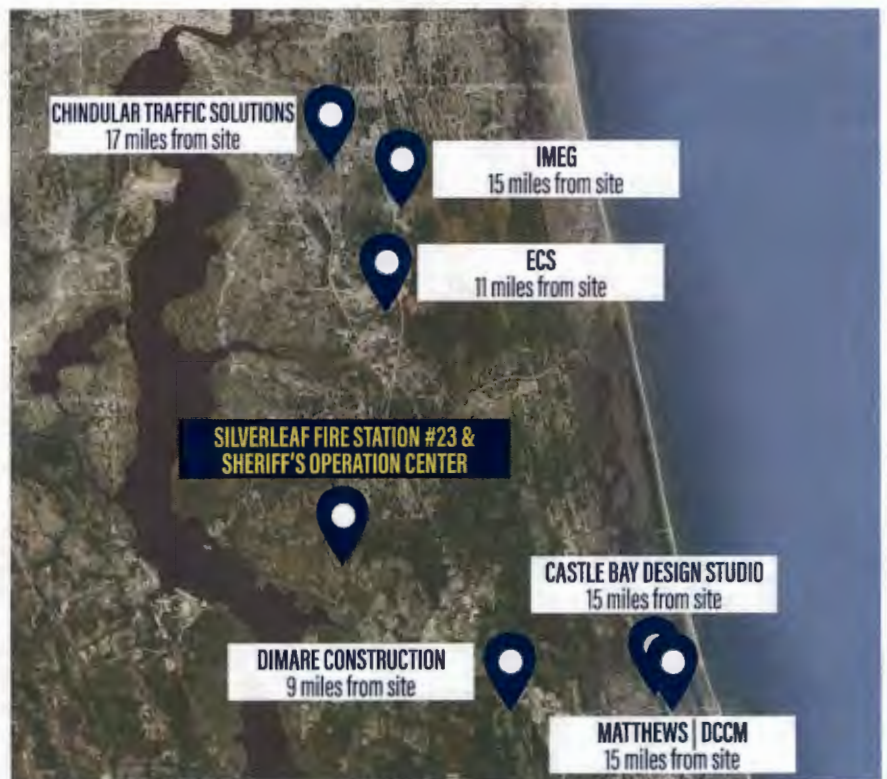 CHINDULAR TRAFFIC SOLUTIONS
17 miles from site
IMEG
15 miles from site
ECS
11 miles from site
SILVERLEAF FIRE STATION #23 &
SHERIFF'S OPERATION CENTER
CASTLE BAY DESIGN STUDIO
15 miles from site
DIMARE CONSTRUCTION
9 miles from site
MATTHEWS | DCCM
15 miles from site